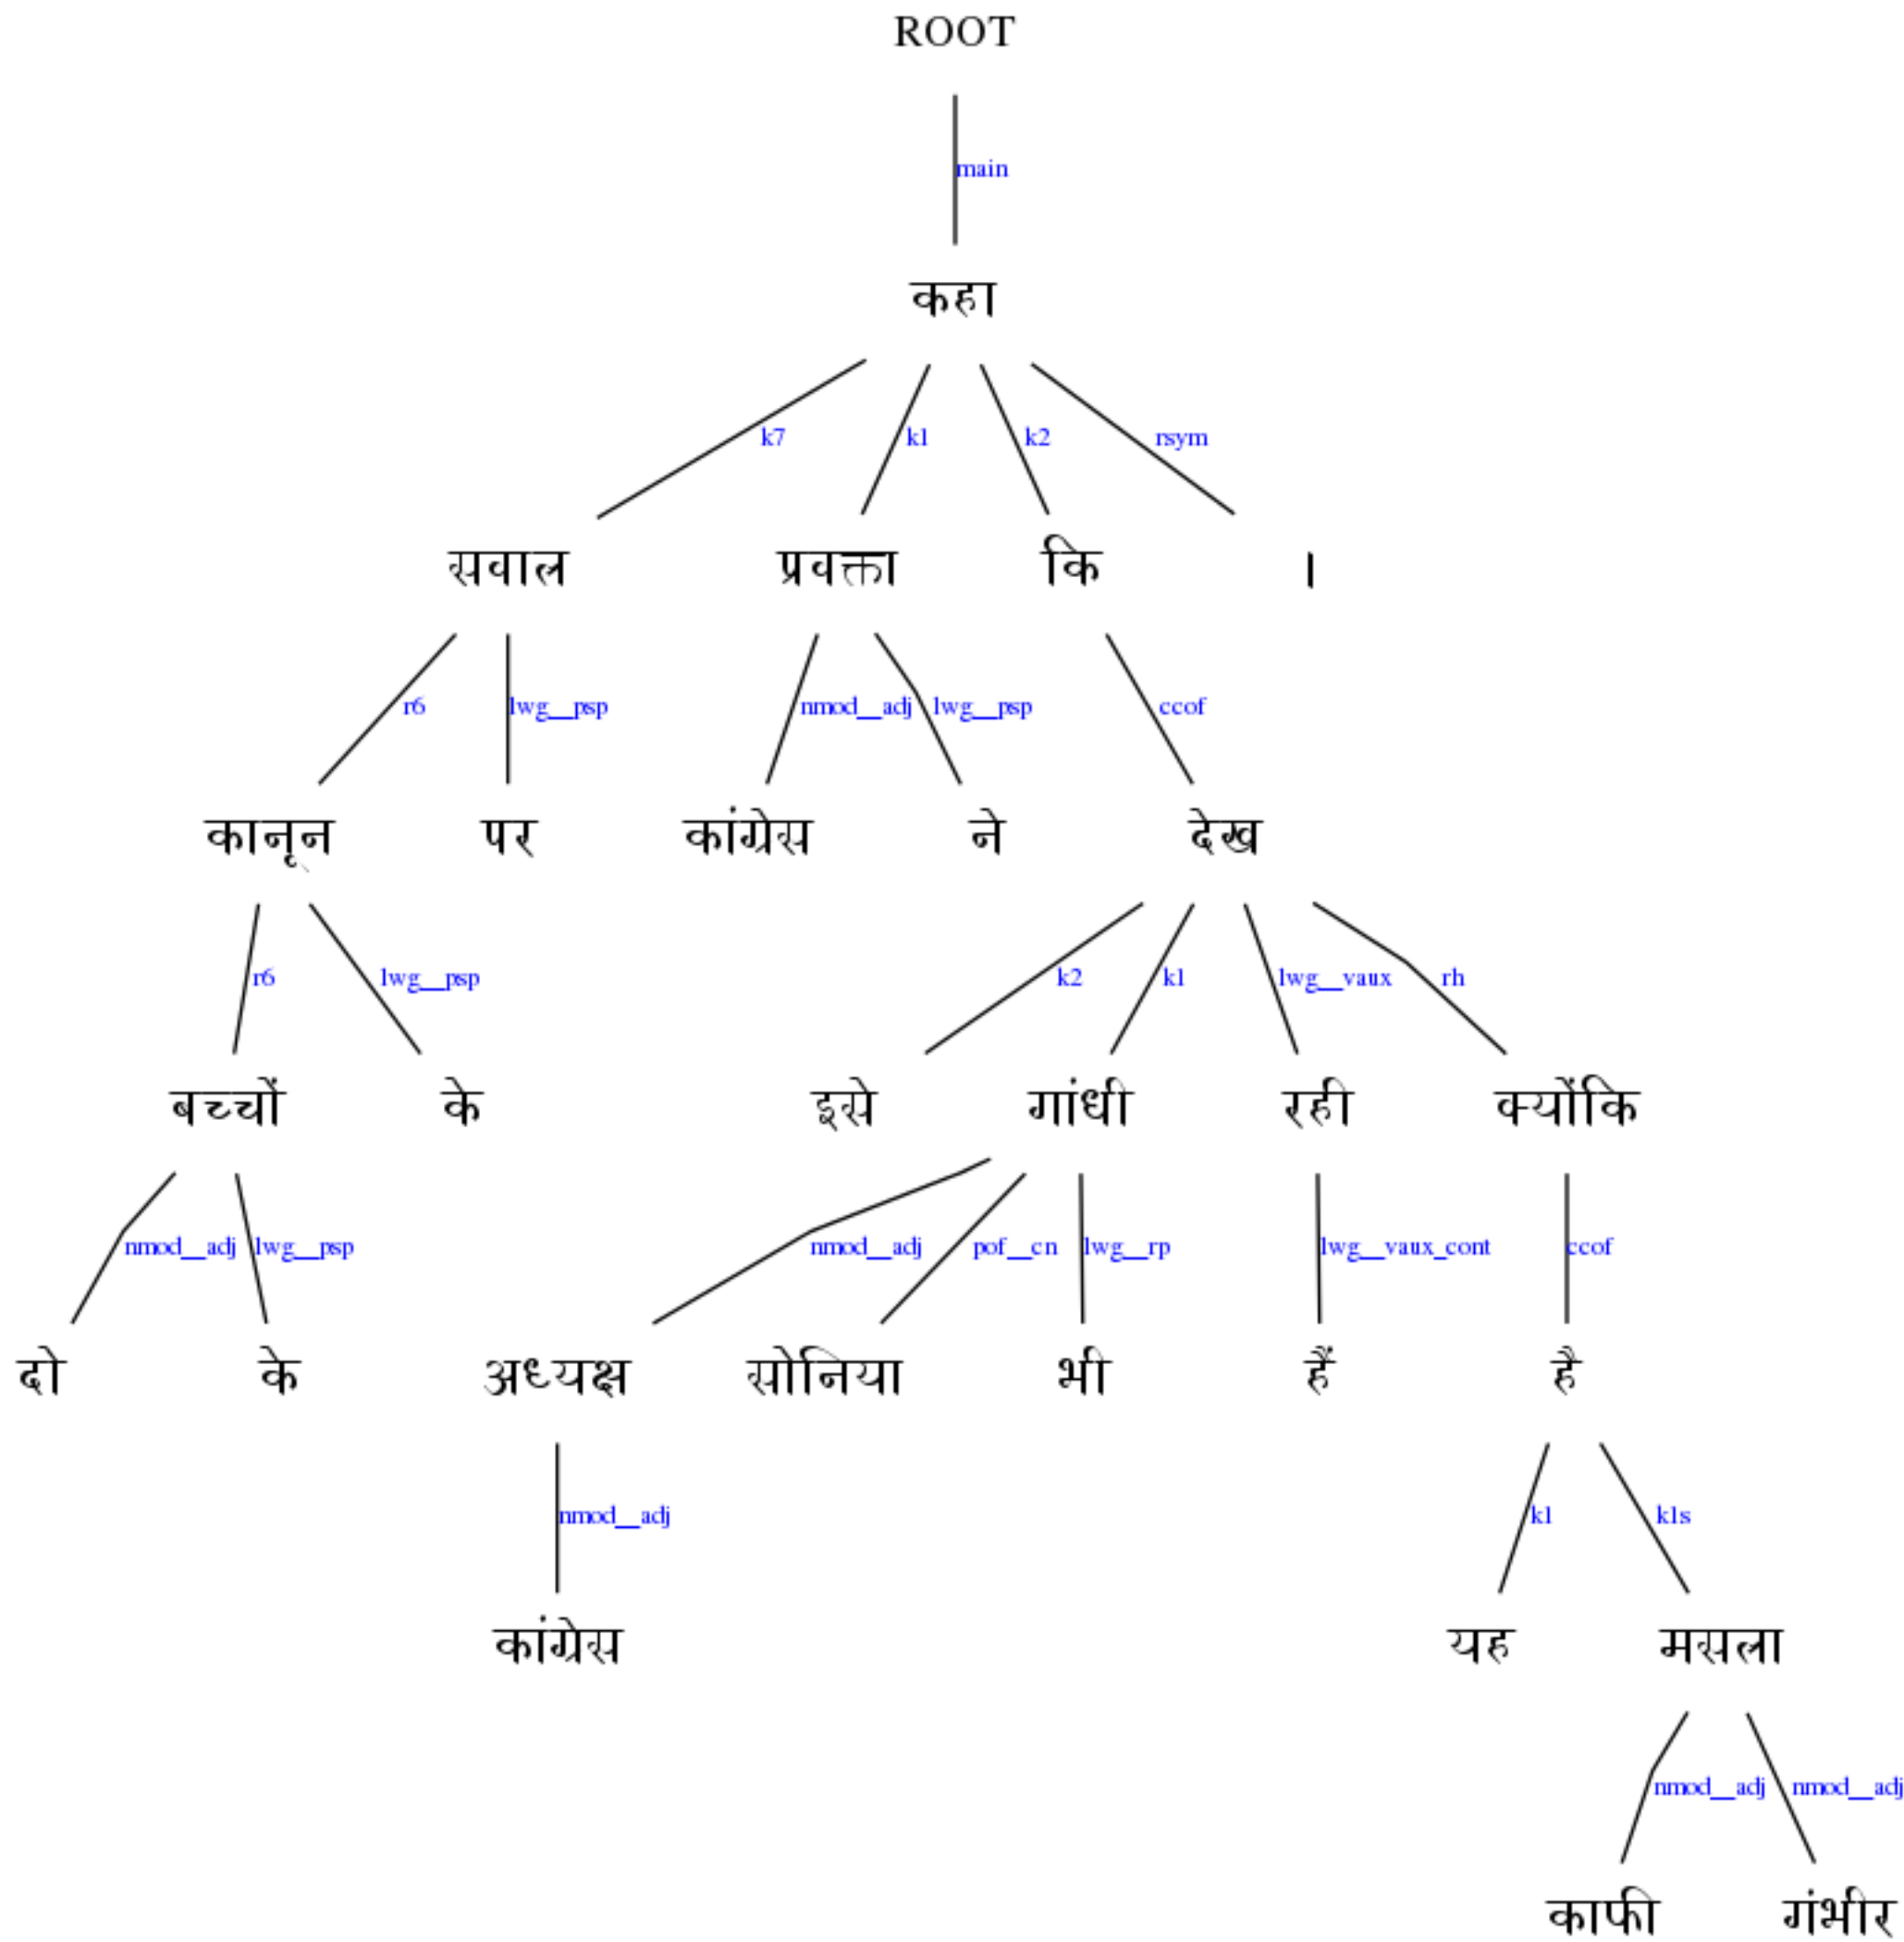 ROOT
main
कहा
k7 k1 k2 rsym
सवाल प्रवक्ता कि ।
r6 lwg__psp nmod__adj lwg__psp ccof
कानून पर कांग्रेस ने देख
r6 lwg__psp k2 k1 lwg__vaux rh
बच्चों के इसे गांधी रही क्योंकि
nmod__adj lwg__psp nmod__adj pof__cn lwg__rp lwg__vaux_cont ccof
दो के अध्यक्ष सोनिया भी हैं है
nmod__adj k1 k1s
कांग्रेस यह मसला
nmod__adj nmod__adj
काफी गंभीर